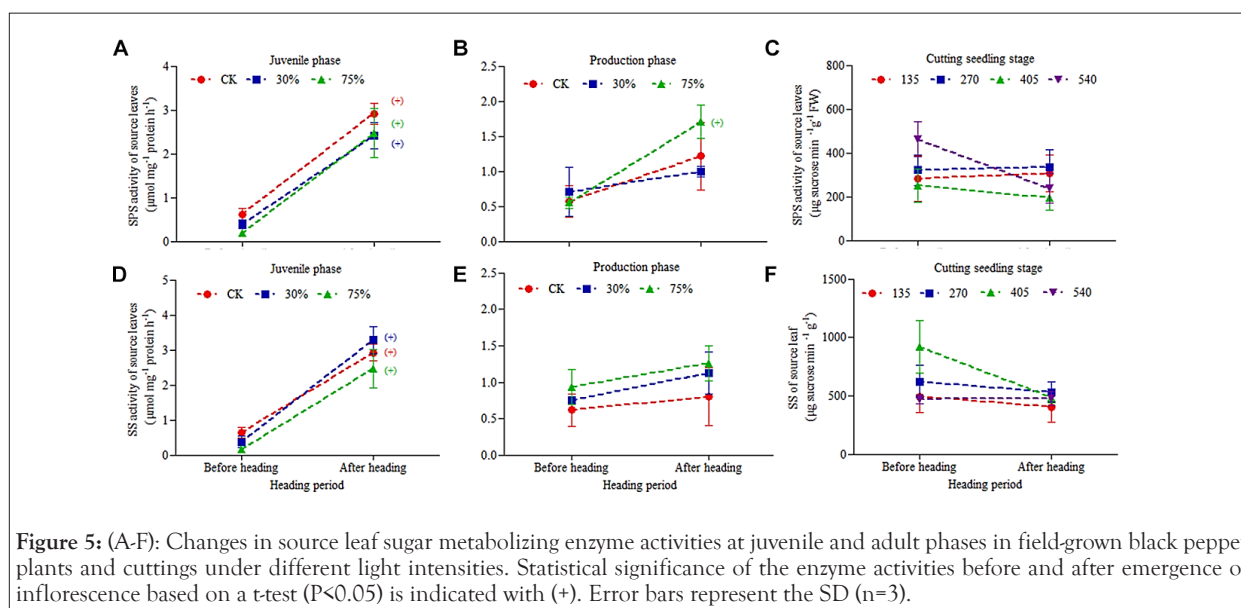 A
Juvenile phase
CK 30% 75%
SPS activity of source leaves
(μmol mg⁻¹ protein h⁻¹)
4
3
2
1
0
(+)
(+)
(+)
B
Production phase
CK 30% 75%
2.5
2.0
1.5
1.0
0.5
0.0
(+)
C
Cutting seedling stage
135 270 405 540
SPS activity of source leaves
(μg sucrose min ⁻¹g⁻¹ FW)
800
600
400
200
0
D
Juvenile phase
CK 30% 75%
SS activity of source leaves
(μmol mg⁻¹ protein h⁻¹)
5
4
3
2
1
0
(+)
(+)
(+)
Before heading After heading
Heading period
E
Production phase
CK 30% 75%
2.5
2.0
1.5
1.0
0.5
0.0
Before heading After heading
Heading period
F
Cutting seedling stage
135 270 405 540
SS of source leaf
(μg sucrose min ⁻¹ g⁻¹)
1500
1000
500
0
Before heading After heading
Heading period
Figure 5: (A-F): Changes in source leaf sugar metabolizing enzyme activities at juvenile and adult phases in field-grown black peppe
plants and cuttings under different light intensities. Statistical significance of the enzyme activities before and after emergence o
inflorescence based on a t-test (P<0.05) is indicated with (+). Error bars represent the SD (n=3).